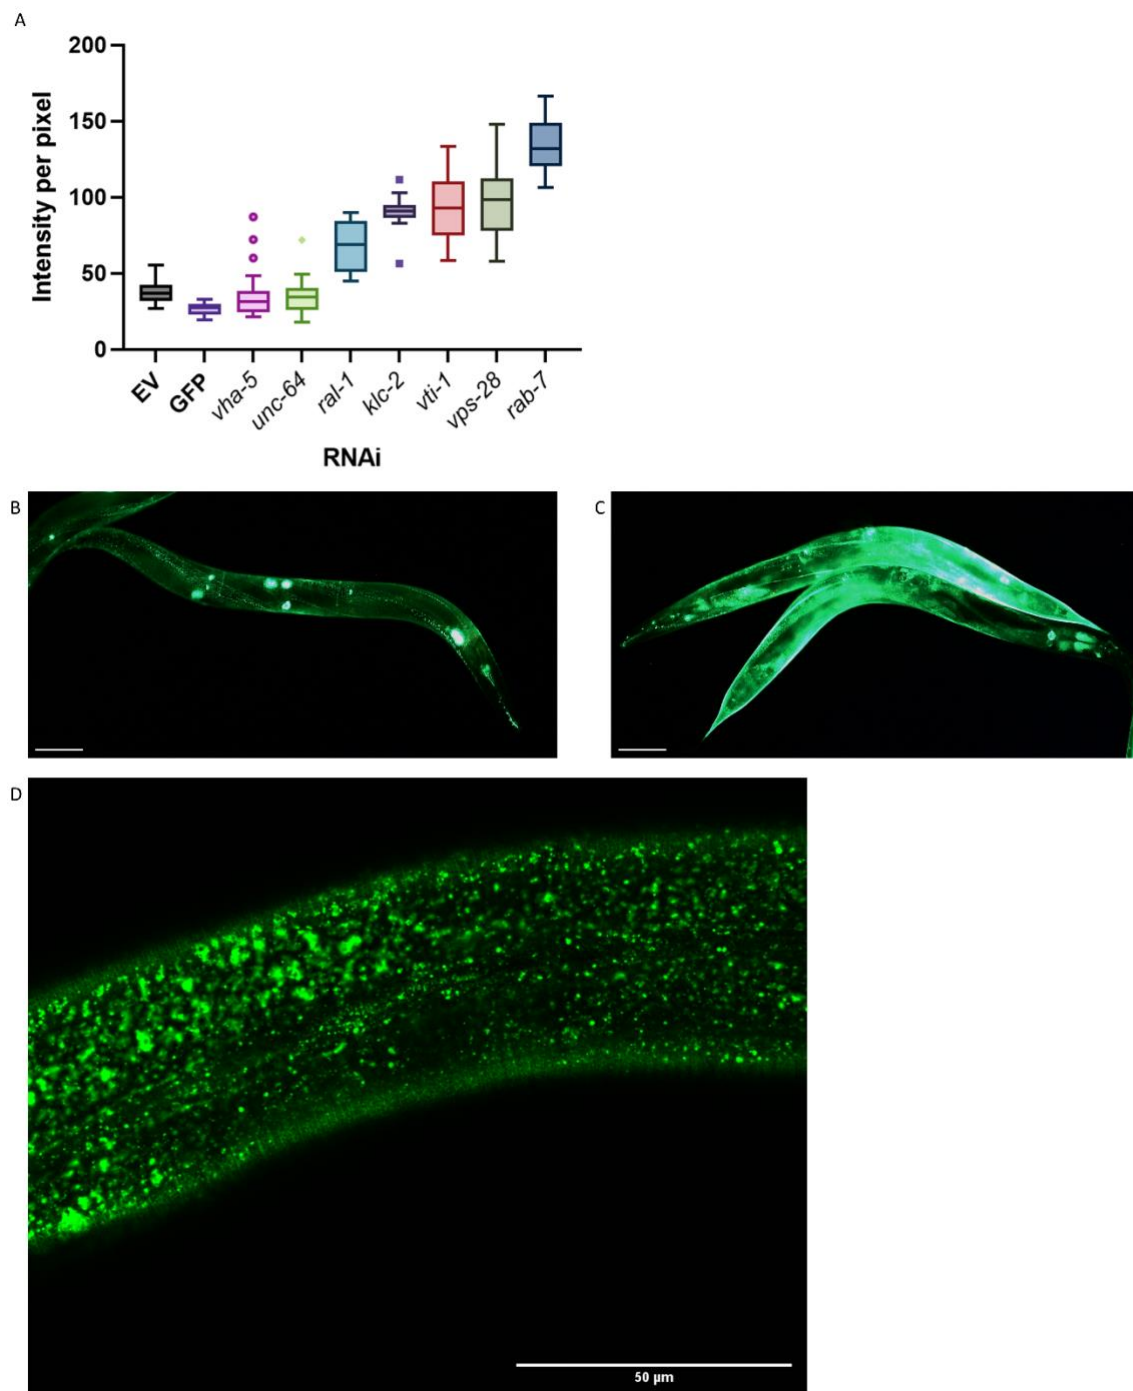 A
200
150
100
50
0
Intensity per pixel
EV
GFP
vha-5
unc-64
ral-1
klc-2
vti-1
vps-28
rab-7
RNAi
B
C
D
50 µm